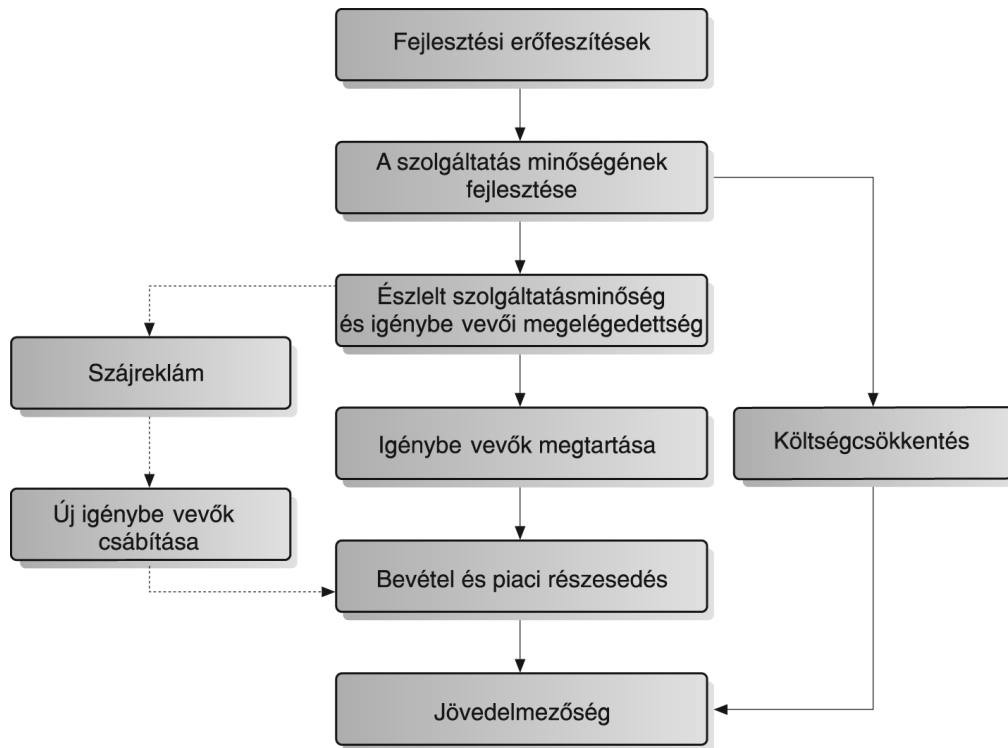 Fejlesztési erőfeszítések
A szolgáltatás minőségének
fejlesztése
Észlelt szolgáltatásminőség
és igénybe vevői megelégedettség
Szájreklám
Igénybe vevők megtartása
Költségcsökkentés
Új igénybe vevők
csábítása
Bevétel és piaci részesedés
Jövedelmezőség